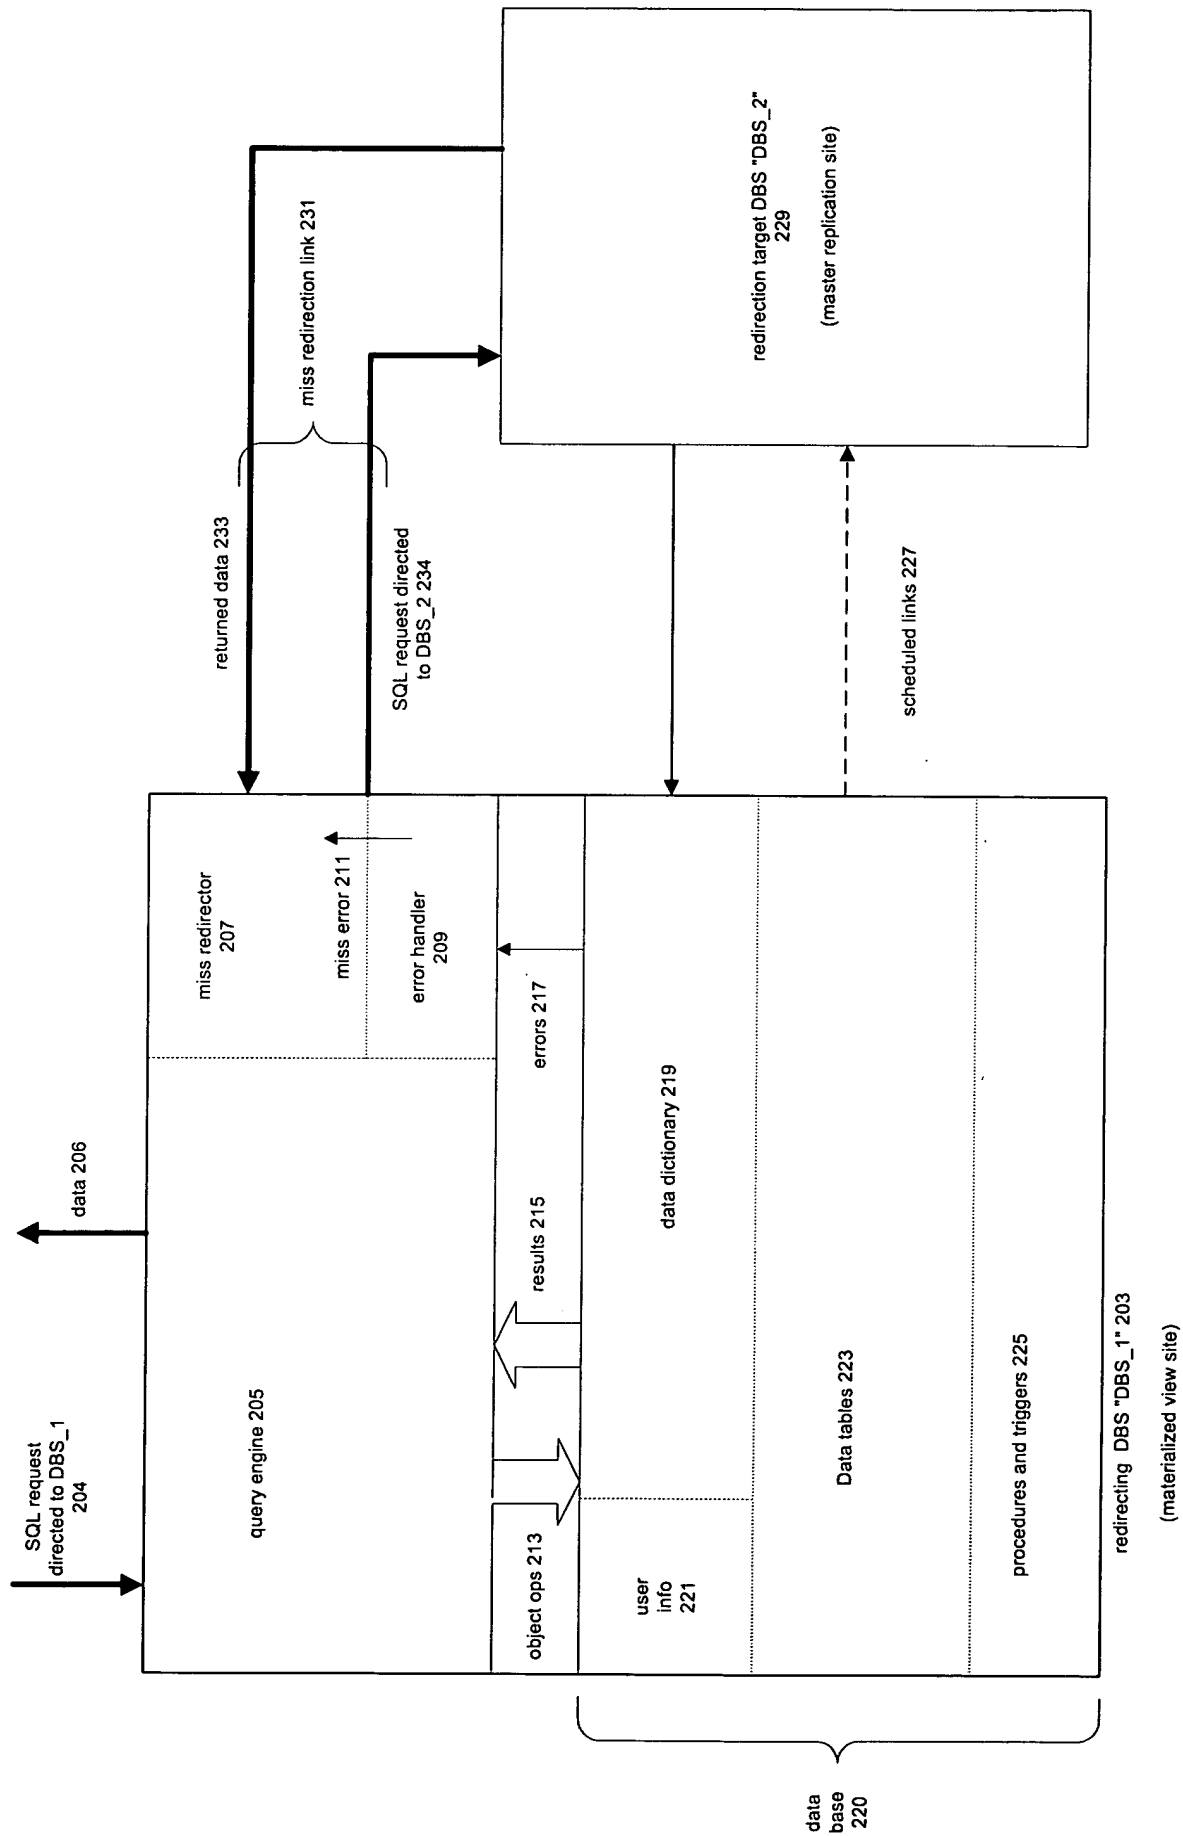 SQL request
directed to DBS_1
204
data 206
query engine 205
miss redirector
207
miss error 211
error handler
209
object ops 213
results 215
errors 217
user
info
221
data dictionary 219
Data tables 223
procedures and triggers 225
data
base
220
redirecting DBS "DBS_1" 203
(materialized view site)
returned data 233
miss redirection link 231
SQL request directed
to DBS_2 234
scheduled links 227
redirection target DBS "DBS_2"
229
(master replication site)